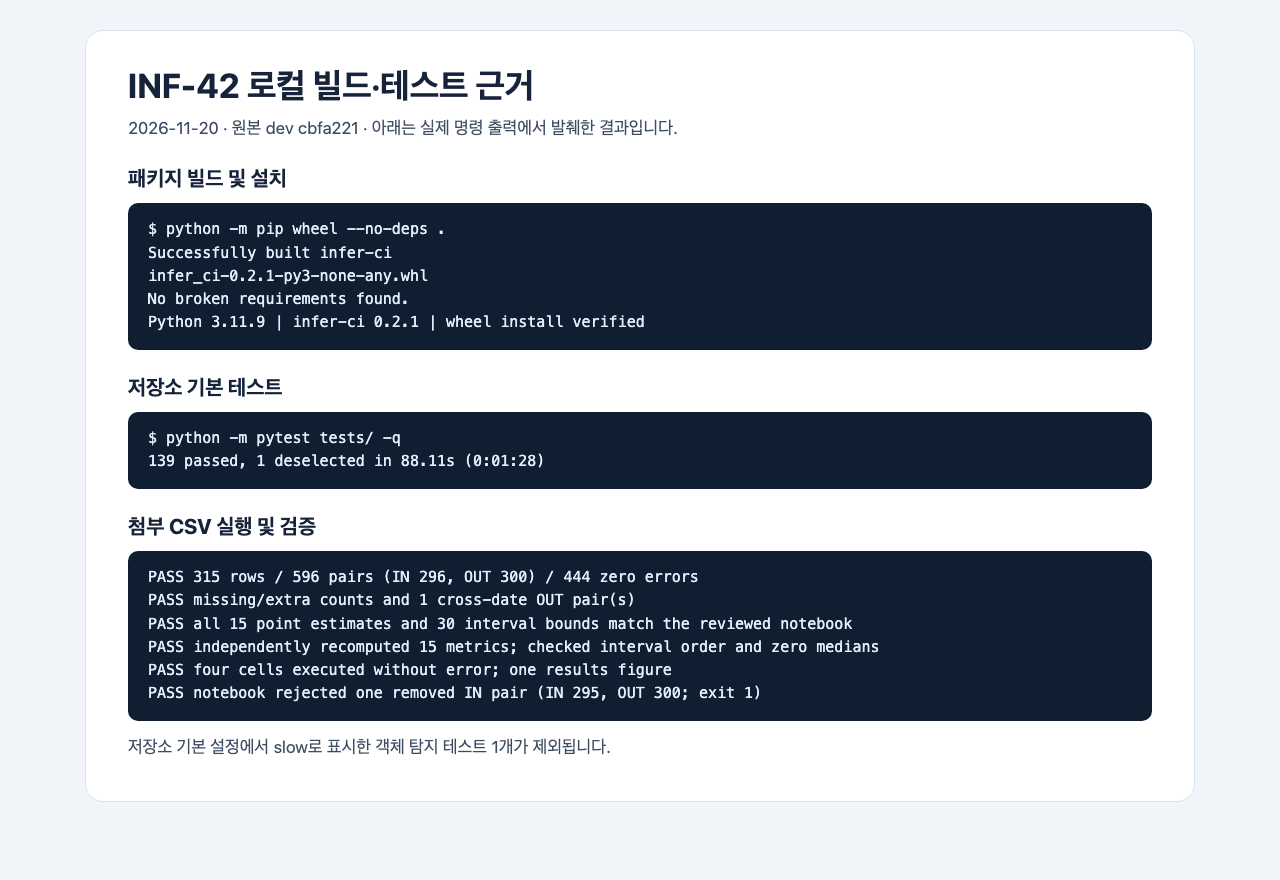 INF-42 로컬 빌드·테스트 근거
2026-11-20 · 원본 dev cbfa221 · 아래는 실제 명령 출력에서 발췌한 결과입니다.
패키지 빌드 및 설치
$ python -m pip wheel --no-deps .
Successfully built infer-ci
infer_ci-0.2.1-py3-none-any.whl
No broken requirements found.
Python 3.11.9 | infer-ci 0.2.1 | wheel install verified
저장소 기본 테스트
$ python -m pytest tests/ -q
139 passed, 1 deselected in 88.11s (0:01:28)
첨부 CSV 실행 및 검증
PASS 315 rows / 596 pairs (IN 296, OUT 300) / 444 zero errors
PASS missing/extra counts and 1 cross-date OUT pair(s)
PASS all 15 point estimates and 30 interval bounds match the reviewed notebook
PASS independently recomputed 15 metrics; checked interval order and zero medians
PASS four cells executed without error; one results figure
PASS notebook rejected one removed IN pair (IN 295, OUT 300; exit 1)
저장소 기본 설정에서 slow로 표시한 객체 탐지 테스트 1개가 제외됩니다.